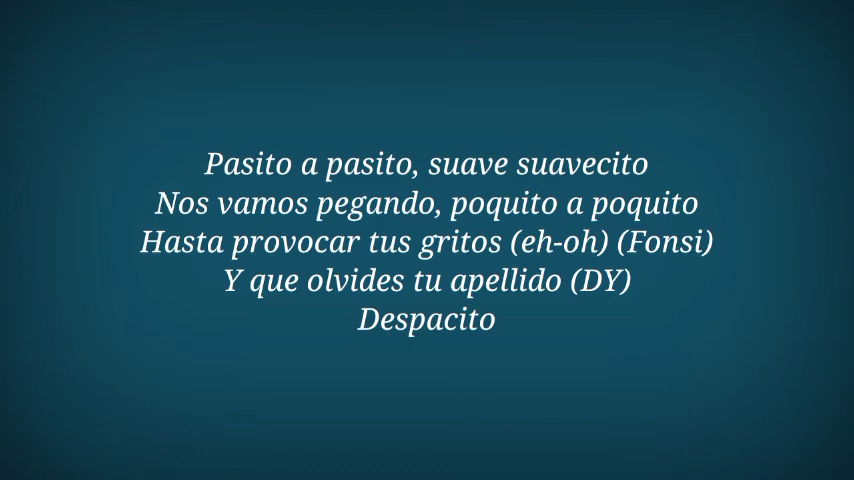 Pasito a pasito, suave suavecito
Nos vamos pegando, poquito a poquito
Hasta provocar tus gritos (eh-oh) (Fonsi)
Y que olvides tu apellido (DY)
Despacito